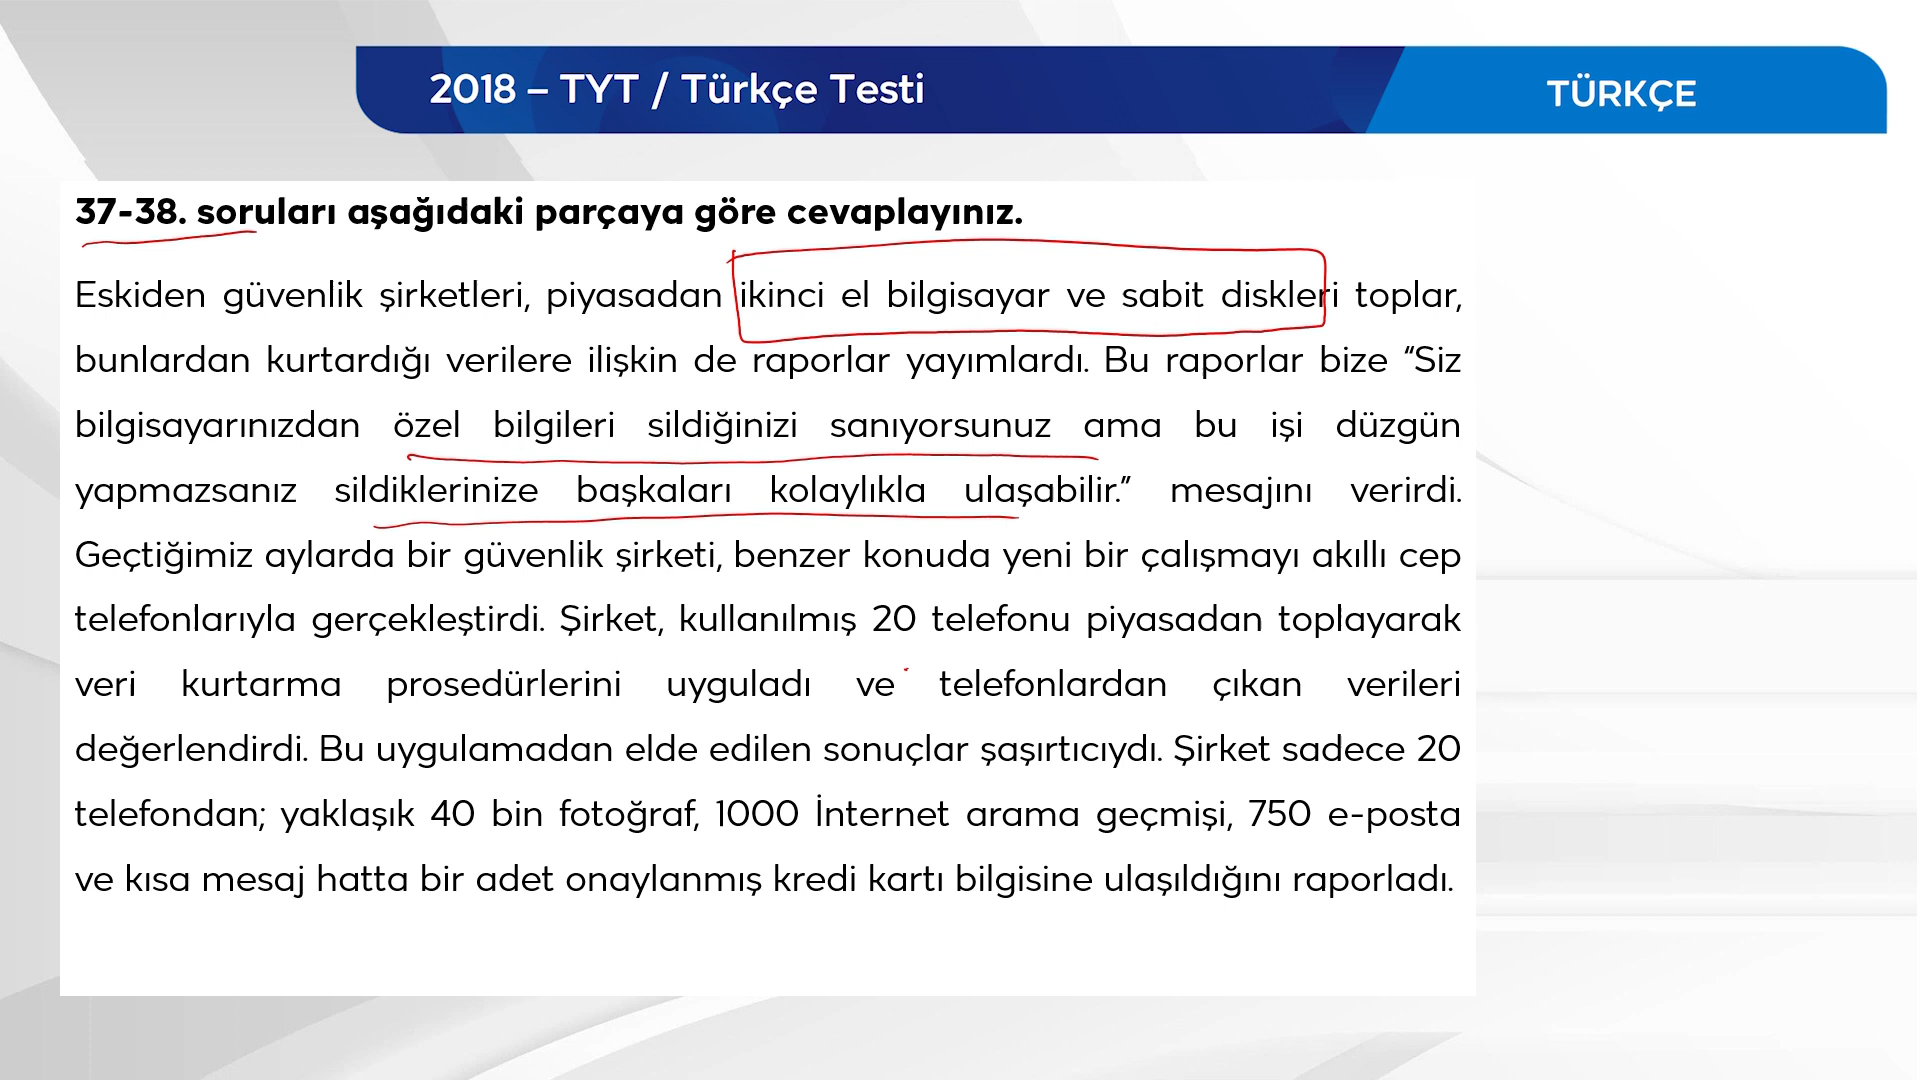 2018 – TYT / Türkçe Testi
TÜRKÇE
37-38. soruları aşağıdaki parçaya göre cevaplayınız.
Eskiden güvenlik şirketleri, piyasadan ikinci el bilgisayar ve sabit diskleri toplar,
bunlardan kurtardığı verilere ilişkin de raporlar yayımlardı. Bu raporlar bize “Siz
bilgisayarınızdan özel bilgileri sildiğinizi sanıyorsunuz ama bu işi düzgün
yapmazsanız sildiklerinize başkaları kolaylıkla ulaşabilir.” mesajını verirdi.
Geçtiğimiz aylarda bir güvenlik şirketi, benzer konuda yeni bir çalışmayı akıllı cep
telefonlarıyla gerçekleştirdi. Şirket, kullanılmış 20 telefonu piyasadan toplayarak
veri kurtarma prosedürlerini uyguladı ve telefonlardan çıkan verileri
değerlendirdi. Bu uygulamadan elde edilen sonuçlar şaşırtıcıydı. Şirket sadece 20
telefondan; yaklaşık 40 bin fotoğraf, 1000 İnternet arama geçmişi, 750 e-posta
ve kısa mesaj hatta bir adet onaylanmış kredi kartı bilgisine ulaşıldığını raporladı.